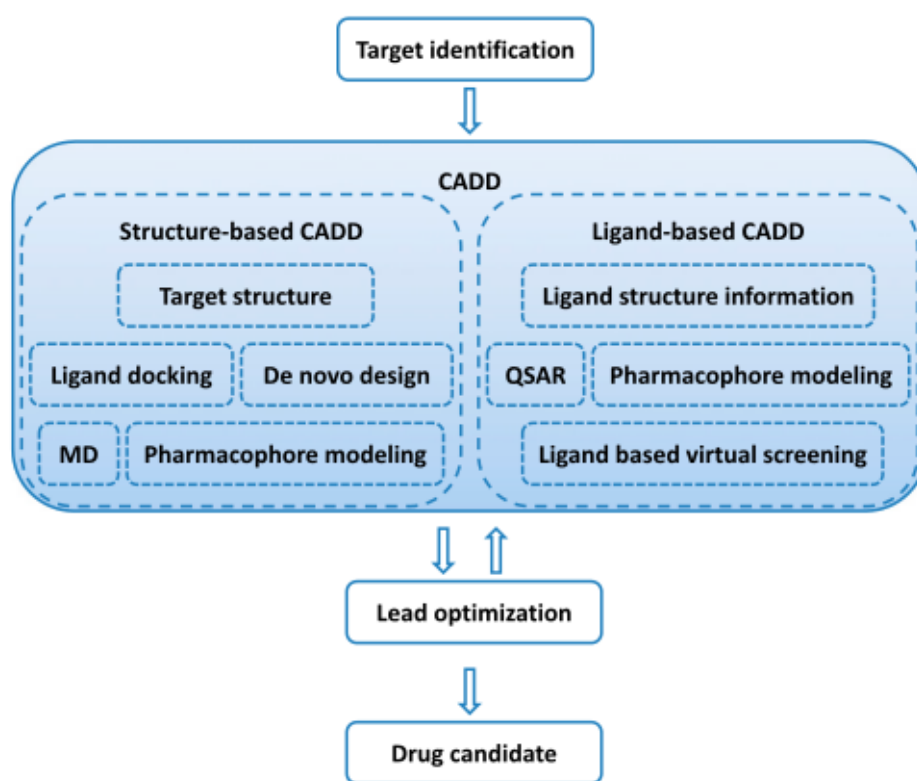 Target identification
CADD
Structure-based CADD
Target structure
Ligand docking
De novo design
MD
Pharmacophore modeling
Ligand-based CADD
Ligand structure information
QSAR
Pharmacophore modeling
Ligand based virtual screening
Lead optimization
Drug candidate